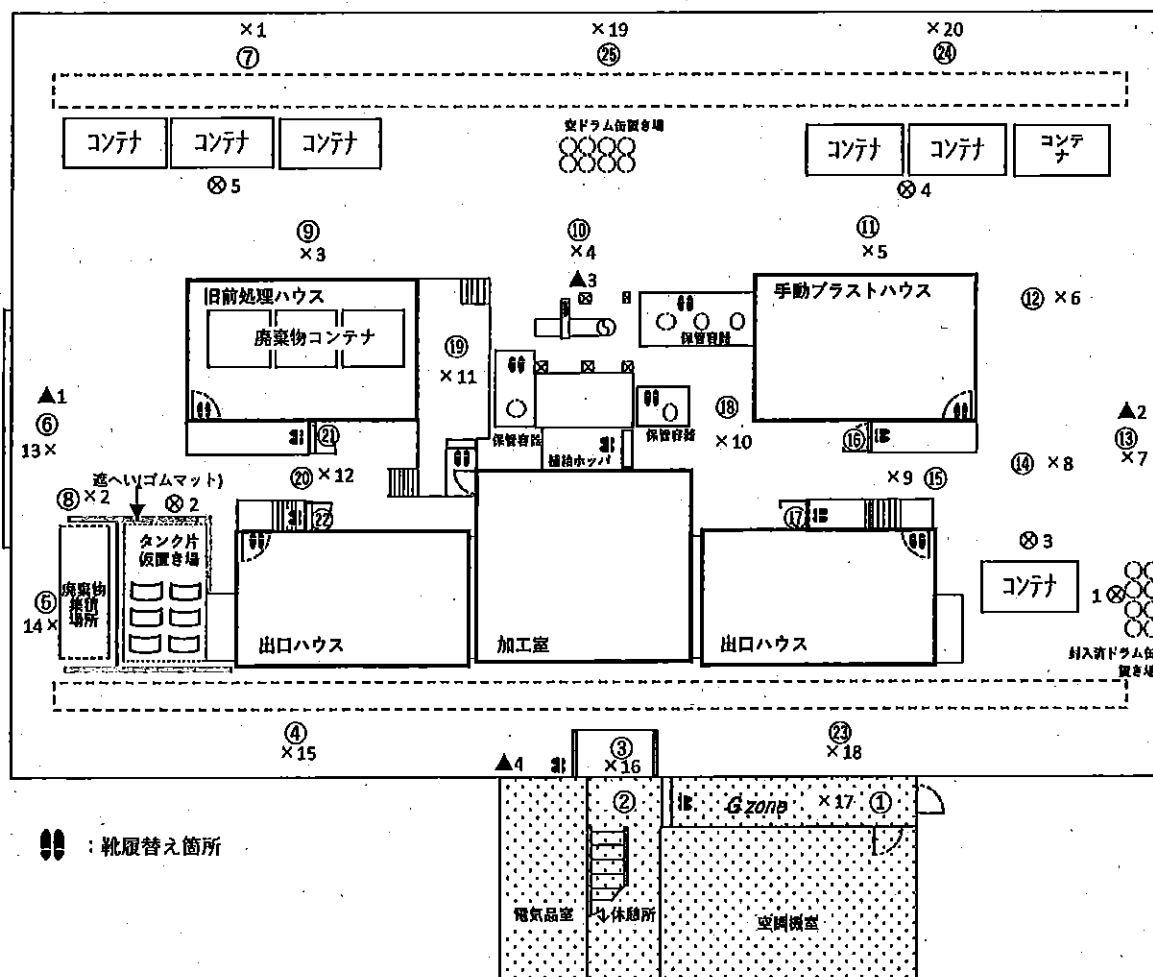 ×1
×19
×20
⑦
㉕
㉔
空ドラム缶置き場
コンテナ
コンテナ
コンテナ
コンテナ
コンテナ
コンテ
ナ
⊗5
⊗4
⑨
×3
⑩
×4
⑪
×5
▲3
旧前処理ハウス
廃棄物コンテナ
手動ブラストハウス
⑫ ×6
保管容器
⑲
×11
▲1
⑥
13×
⑱
×10
▲2
⑬
×7
㉑
保管容器
補給ホッパ
保管容器
⑯
⑭ ×8
遮へい(ゴムマット)
⑳ ×12
×9 ⑮
⑧ ×2
⊗2
㉒
⑰
タンク片
仮置き場
⊗3
廃棄物
集積
場所
⑤
14×
コンテナ
1⊗
出口ハウス
加工室
出口ハウス
封入済ドラム缶
置き場
④
×15
③
×16
㉓
×18
▲4
②
G zone
×17 ①
：靴履替え箇所
電気品室
休憩所
空調機室